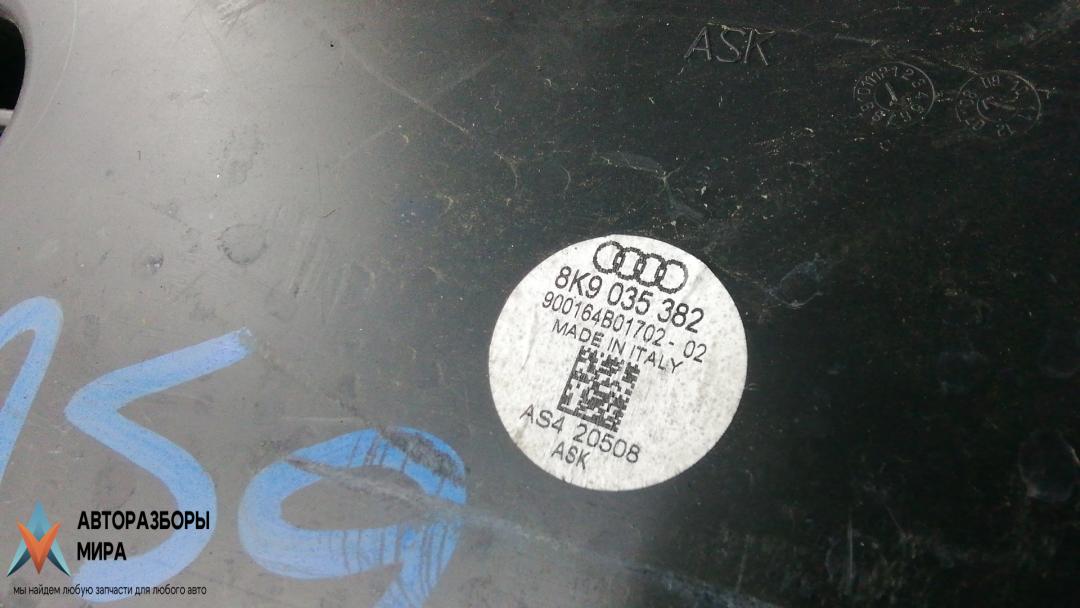 ASK
8K9 035 382
900164B01702- 02
MADE IN ITALY
AS4 20508
ASK
159
АВТОРАЗБОРЫ
МИРА
мы найдем любую запчасти для любого авто